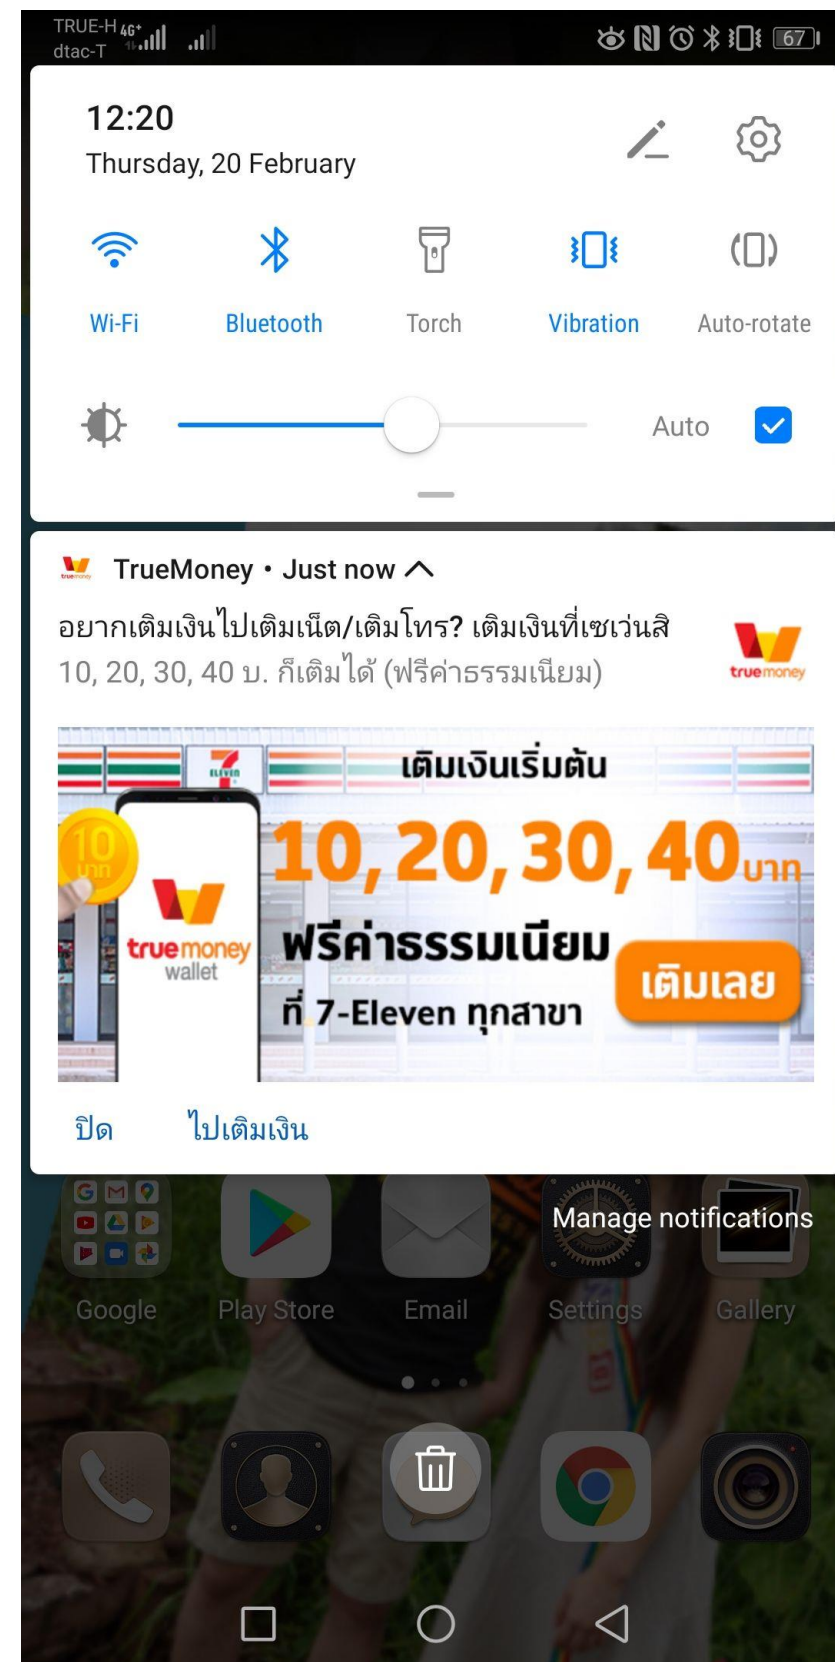 TRUE-H 4G+
dtac-T
67
12:20
Thursday, 20 February
Wi-Fi
Bluetooth
Torch
Vibration
Auto-rotate
Auto
truemoney
TrueMoney • Just now
อยากเติมเงินไปเติมเน็ต/เติมโทร? เติมเงินที่เซเว่นสิ
10, 20, 30, 40 บ. ก็เติมได้ (ฟรีค่าธรรมเนียม)
truemoney
7
ELEVEN
เติมเงินเริ่มต้น
10
บาท
10, 20, 30, 40 บาท
truemoney
wallet
ฟรีค่าธรรมเนียม
เติมเลย
ที่ 7-Eleven ทุกสาขา
ปิด
ไปเติมเงิน
Manage notifications
Google
Play Store
Email
Settings
Gallery